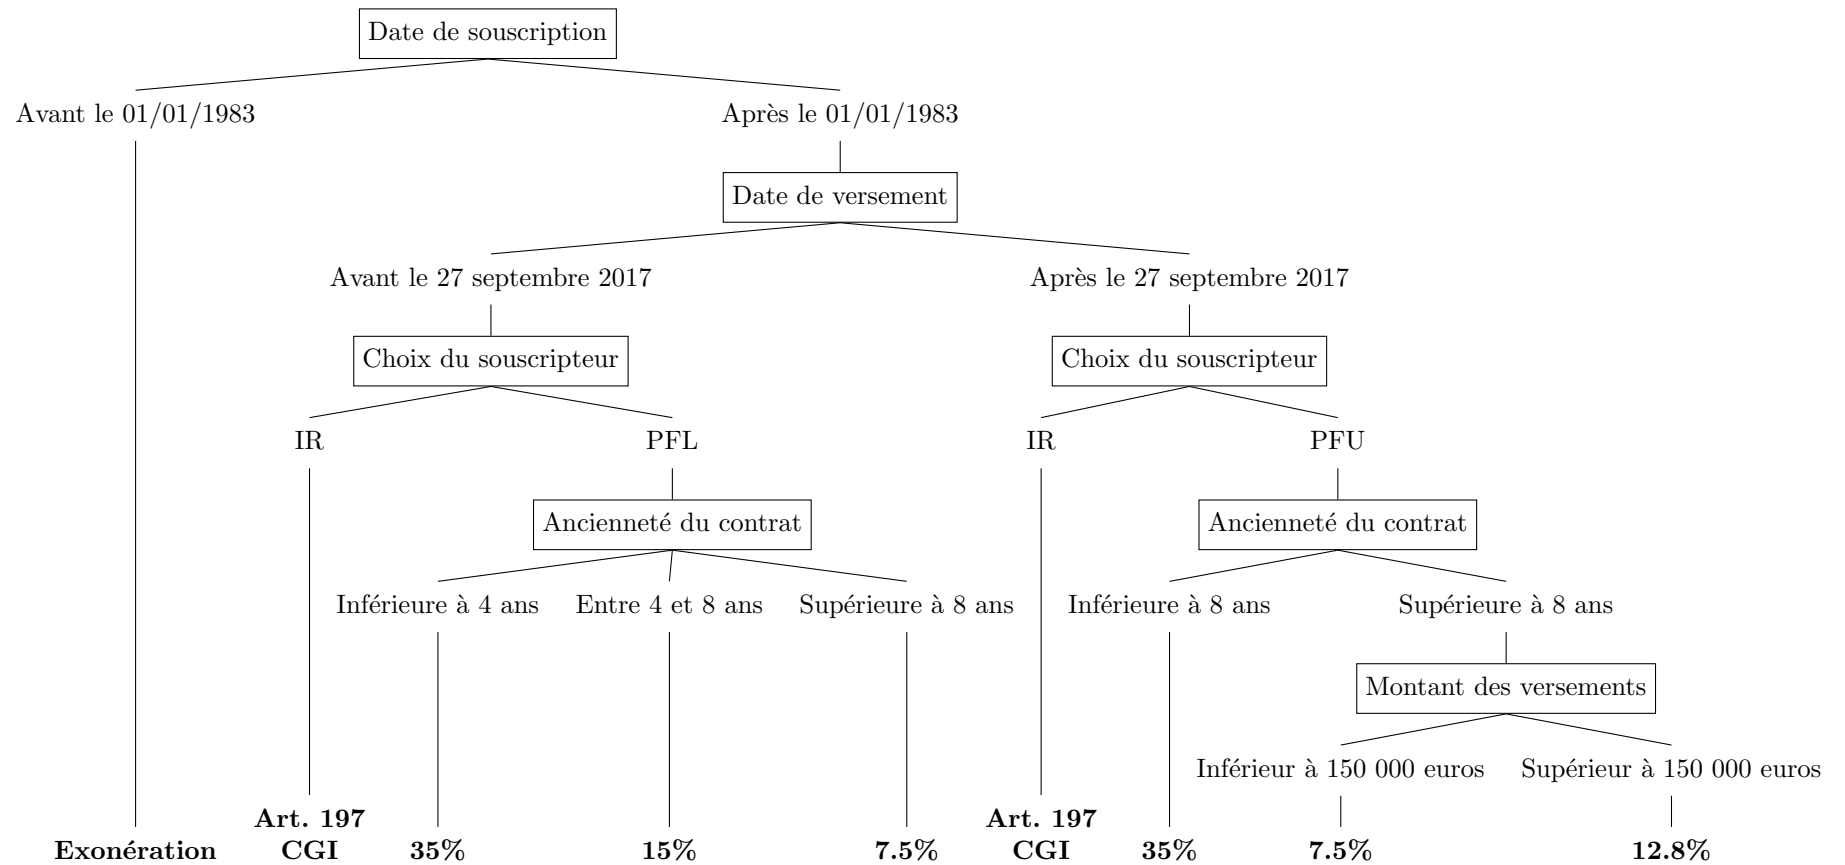 Date de souscription
Avant le 01/01/1983
Après le 01/01/1983
Date de versement
Avant le 27 septembre 2017
Après le 27 septembre 2017
Choix du souscripteur
Choix du souscripteur
IR
PFL
IR
PFU
Ancienneté du contrat
Ancienneté du contrat
Inférieure à 4 ans
Entre 4 et 8 ans
Supérieure à 8 ans
Inférieure à 8 ans
Supérieure à 8 ans
Montant des versements
Inférieur à 150 000 euros
Supérieur à 150 000 euros
Exonération
Art. 197
CGI
35%
15%
7.5%
Art. 197
CGI
35%
7.5%
12.8%